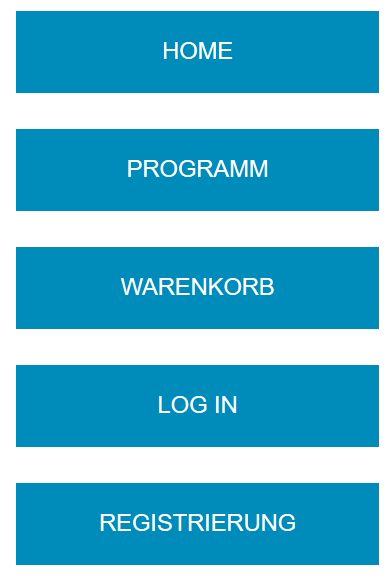 HOME
PROGRAMM
WARENKORB
LOG IN
REGISTRIERUNG